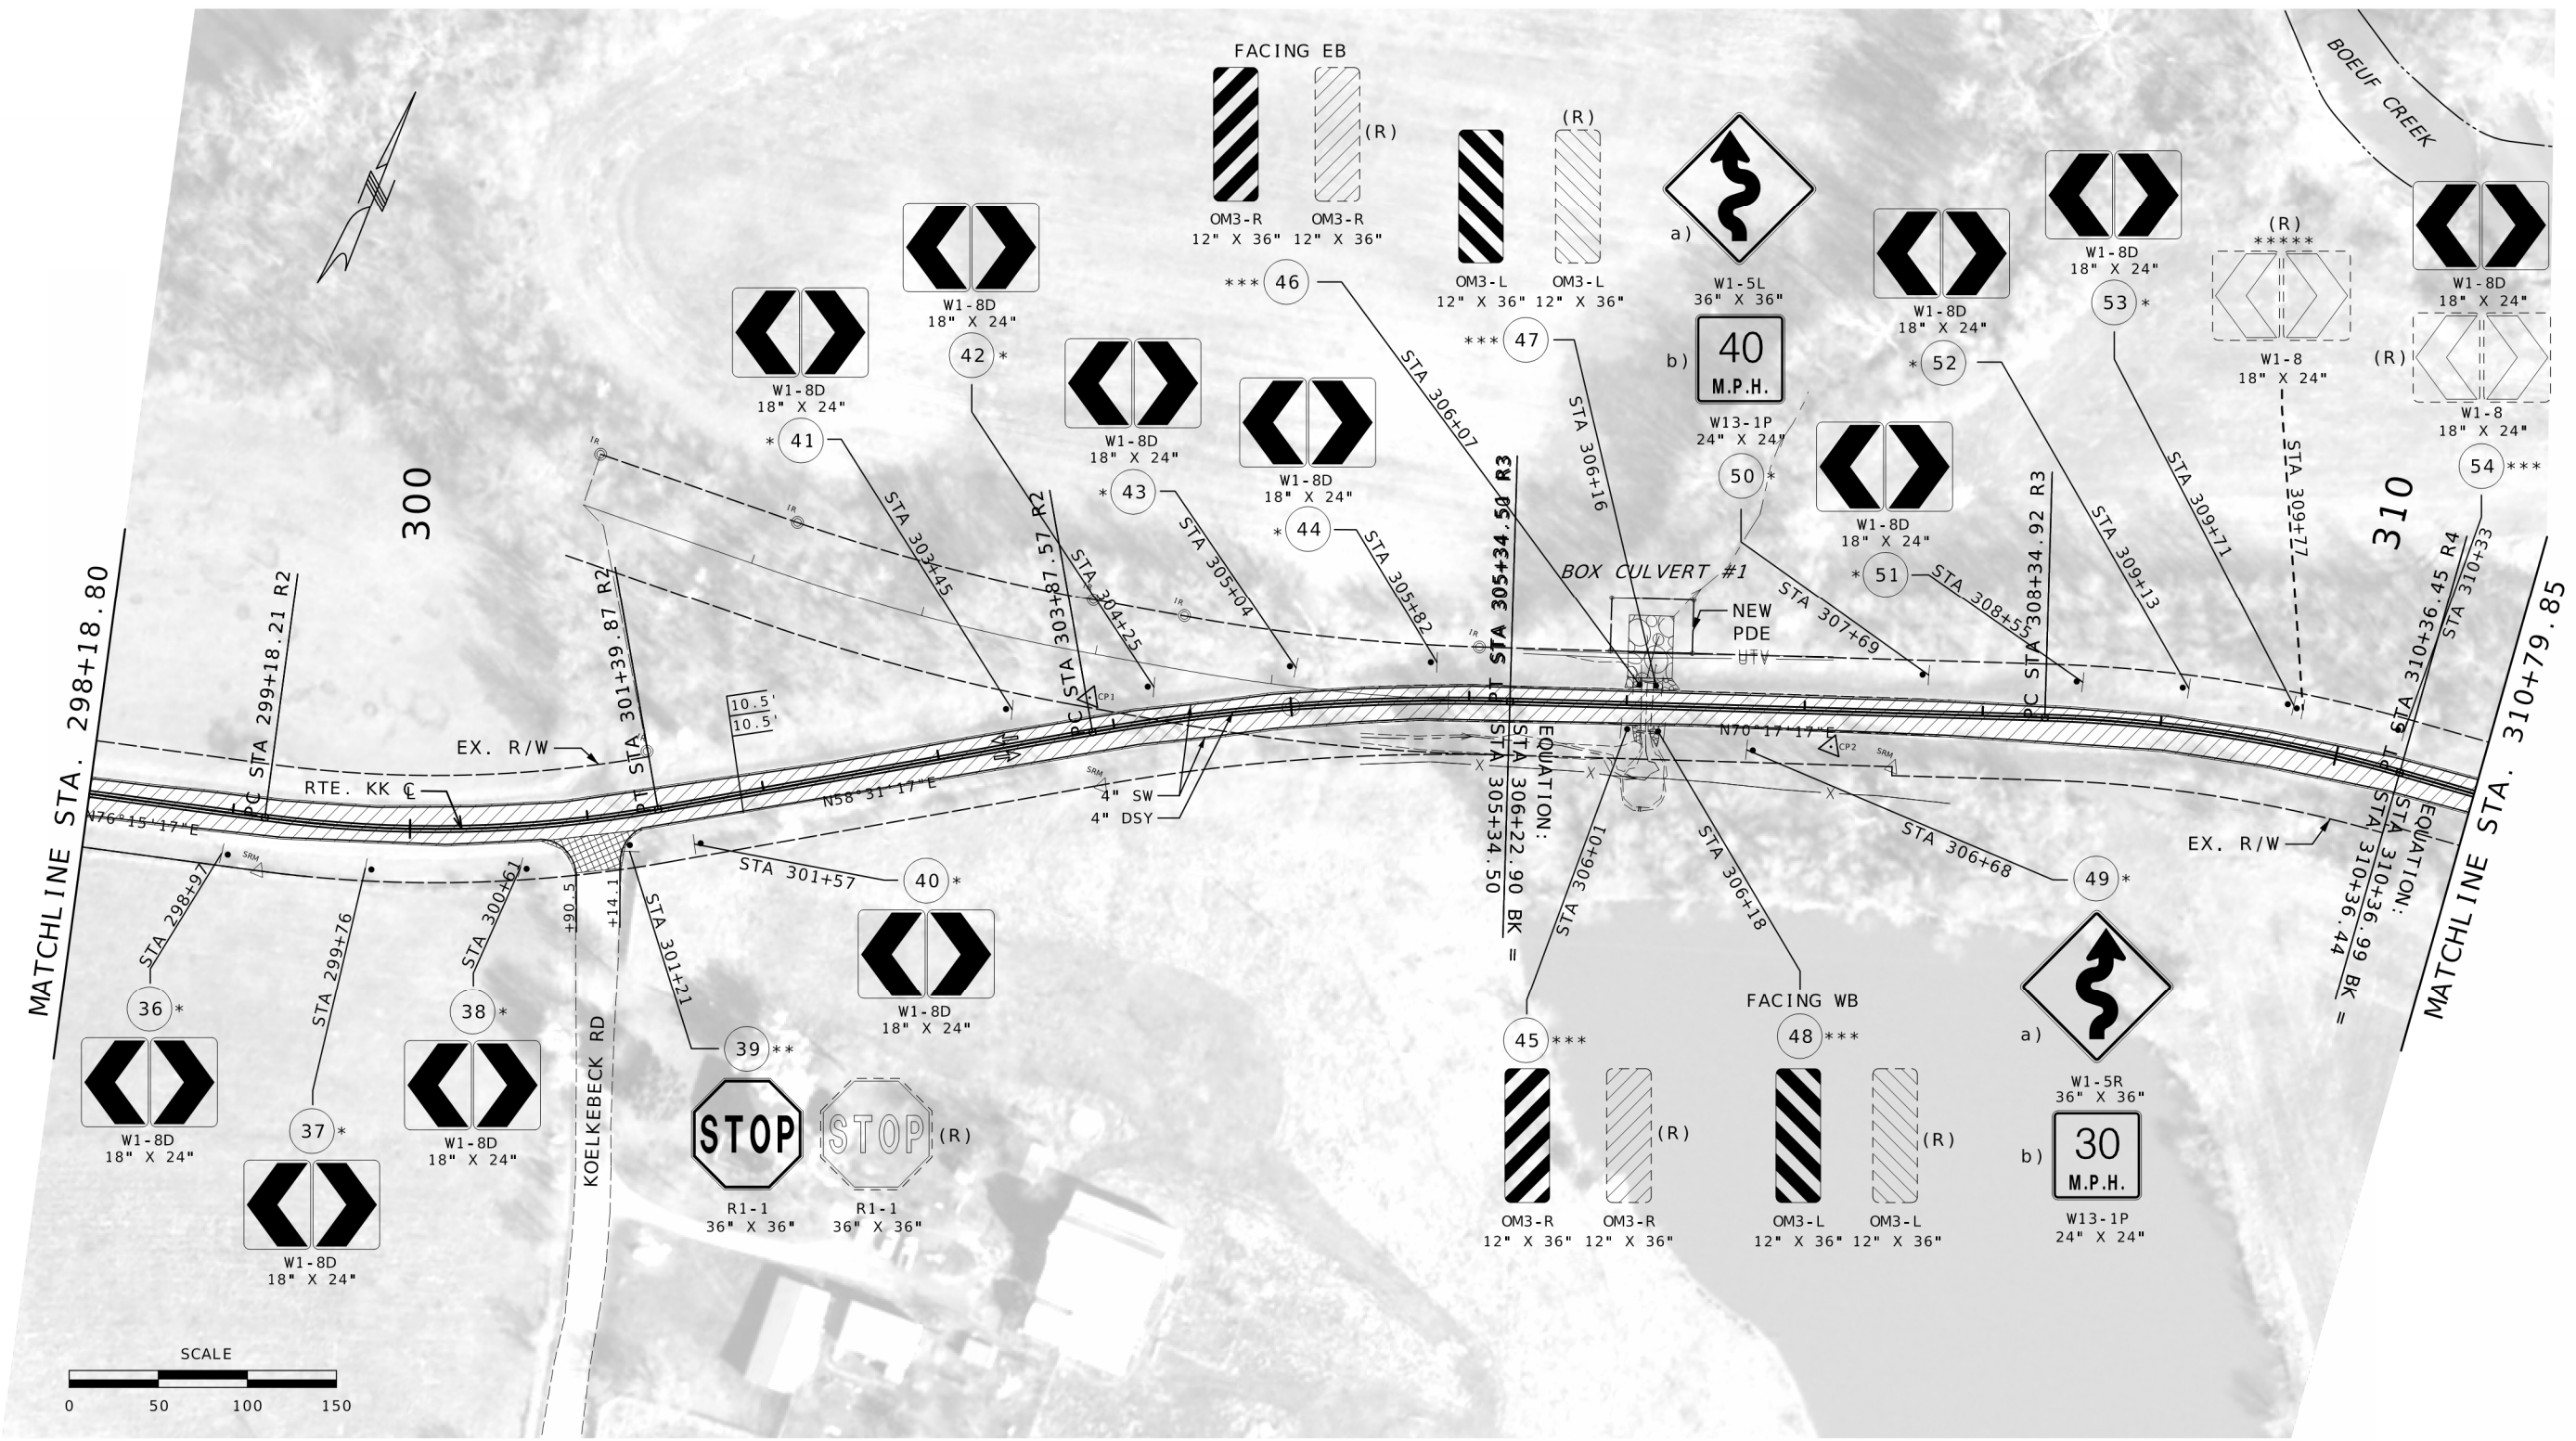 FACING EB
(R)
OM3-R
12" X 36"
OM3-R
12" X 36"
*** 46
STA 306+07
(R)
OM3-L
12" X 36"
OM3-L
12" X 36"
*** 47
STA 306+16
a)
W1-5L
36" X 36"
b)
40
M.P.H.
W13-1P
24" X 24"
50 *
STA 307+69
W1-8D
18" X 24"
41
*
STA 303+45
W1-8D
18" X 24"
42 *
STA 304+25
W1-8D
18" X 24"
* 43
STA 305+04
W1-8D
18" X 24"
* 44
STA 305+82
W1-8D
18" X 24"
* 51
STA 308+55
W1-8D
18" X 24"
* 52
STA 309+13
W1-8D
18" X 24"
53 *
STA 309+71
(R)
*****
W1-8
18" X 24"
STA 309+77
BOEUF CREEK
W1-8D
18" X 24"
(R)
W1-8
18" X 24"
54 ***
STA 310+33
300
310
MATCHLINE STA. 298+18.80
MATCHLINE STA. 310+79.85
PC STA 299+18.21 R2
PT STA 301+39.87 R2
PC STA 303+87.57 R2
PT STA 305+34.50 R3
PC STA 308+34.92 R3
PT STA 310+36.45 R4
IR
IR
IR
IR
IR
BOX CULVERT #1
NEW
PDE
10.5'
10.5'
CP1
CP2
SRM
SRM
SRM
EX. R/W
EX. R/W
RTE. KK ℄
N76°15'17"E
N58°31'17"E
N70°17'17"E
4" SW
4" DSY
EQUATION:
STA 306+22.90 BK =
STA 305+34.50
EQUATION:
STA 310+36.99 BK =
STA 310+36.44
+90.5
+14.1
KOELKEBECK RD
STA 298+97
36 *
W1-8D
18" X 24"
STA 299+76
37 *
W1-8D
18" X 24"
STA 300+61
38 *
W1-8D
18" X 24"
STA 301+21
39 **
STOP
STOP
(R)
R1-1
36" X 36"
R1-1
36" X 36"
STA 301+57
40 *
W1-8D
18" X 24"
STA 306+01
45 ***
(R)
OM3-R
12" X 36"
OM3-R
12" X 36"
STA 306+18
FACING WB
48 ***
(R)
OM3-L
12" X 36"
OM3-L
12" X 36"
STA 306+68
49 *
a)
W1-5R
36" X 36"
b)
30
M.P.H.
W13-1P
24" X 24"
SCALE
0 50 100 150